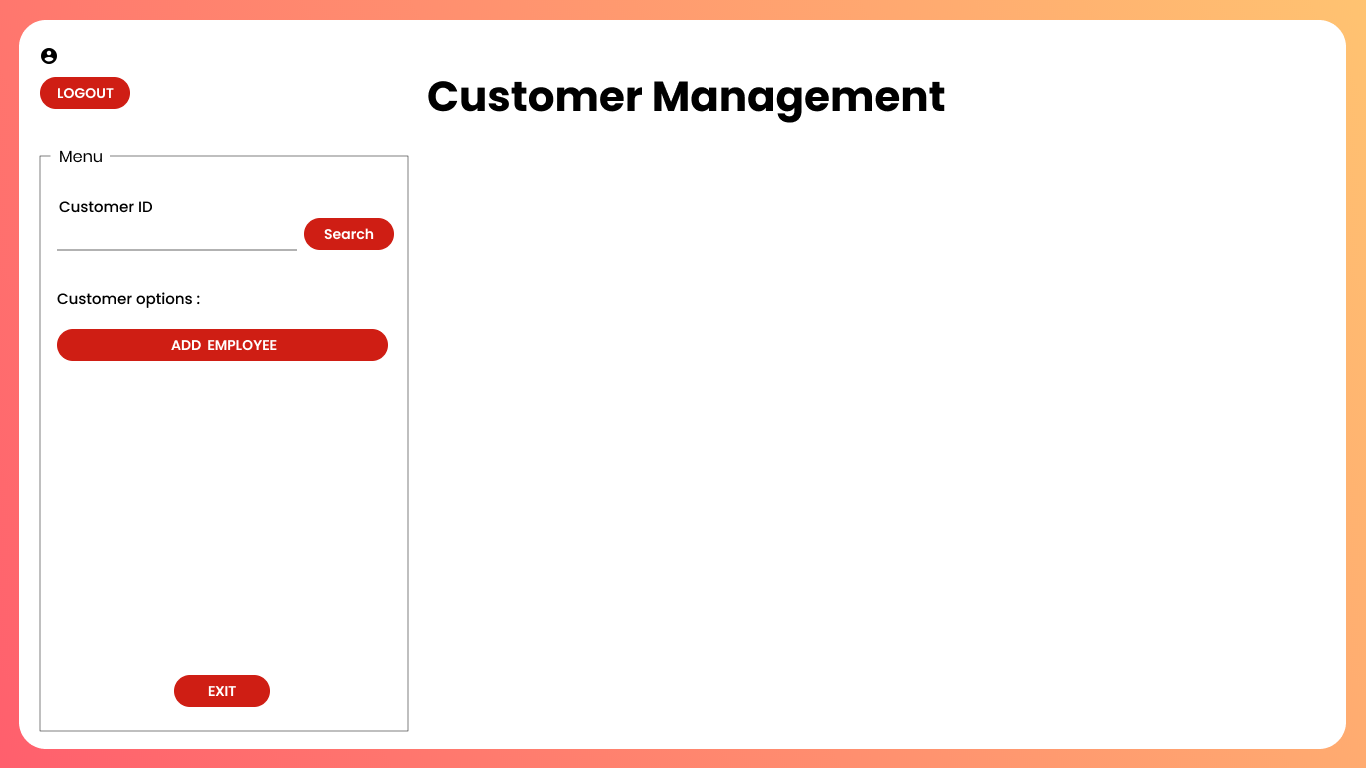 LOGOUT
Customer Management
Menu
Customer ID
Search
Customer options :
ADD EMPLOYEE
EXIT